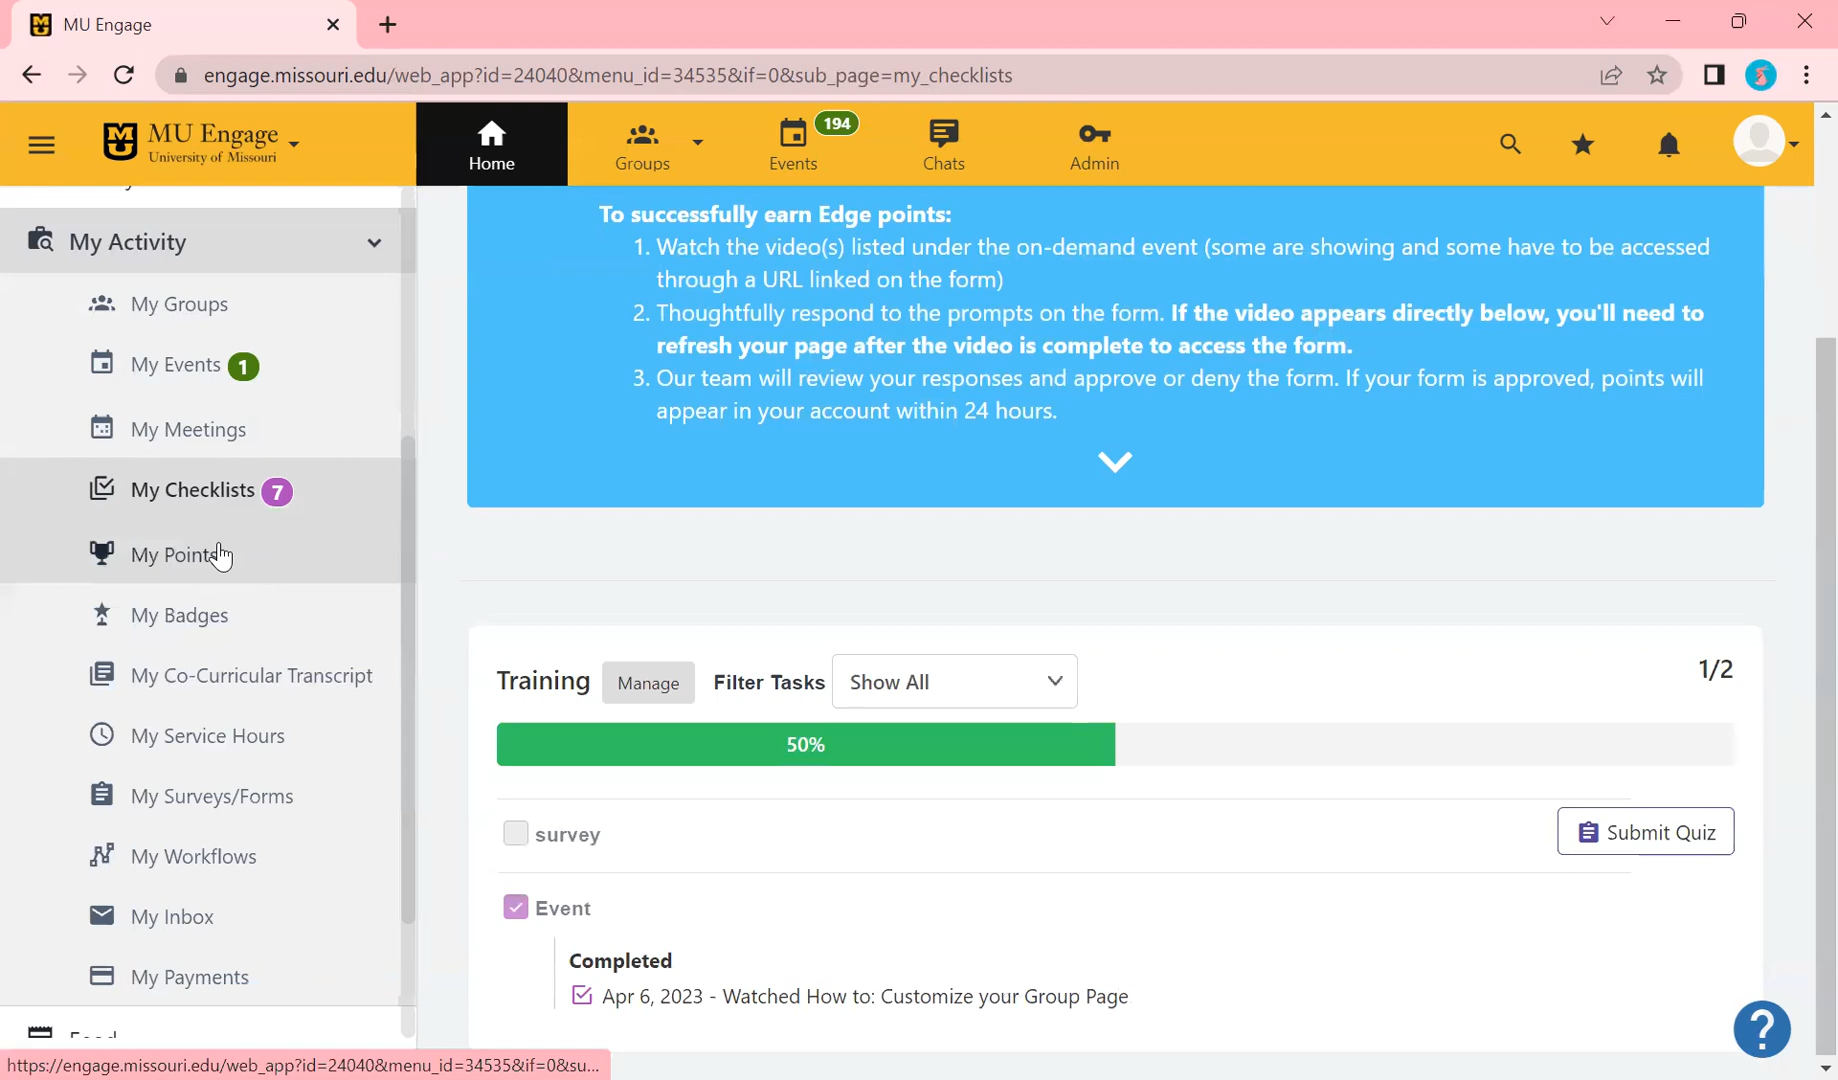 MU Engage
engage.missouri.edu/web_app?id=24040&menu_id=34535&if=0&sub_page=my_checklists
MU Engage
University of Missouri
Home
Groups
194
Events
Chats
Admin
My Activity
My Groups
My Events 1
My Meetings
My Checklists 7
My Points
My Badges
My Co-Curricular Transcript
My Service Hours
My Surveys/Forms
My Workflows
My Inbox
My Payments
https://engage.missouri.edu/web_app?id=24040&menu_id=34535&if=0&su...
To successfully earn Edge points:
1. Watch the video(s) listed under the on-demand event (some are showing and some have to be accessed
through a URL linked on the form)
2. Thoughtfully respond to the prompts on the form. If the video appears directly below, you'll need to
refresh your page after the video is complete to access the form.
3. Our team will review your responses and approve or deny the form. If your form is approved, points will
appear in your account within 24 hours.
Training Manage Filter Tasks Show All 1/2
50%
survey Submit Quiz
Event
Completed
Apr 6, 2023 - Watched How to: Customize your Group Page
?